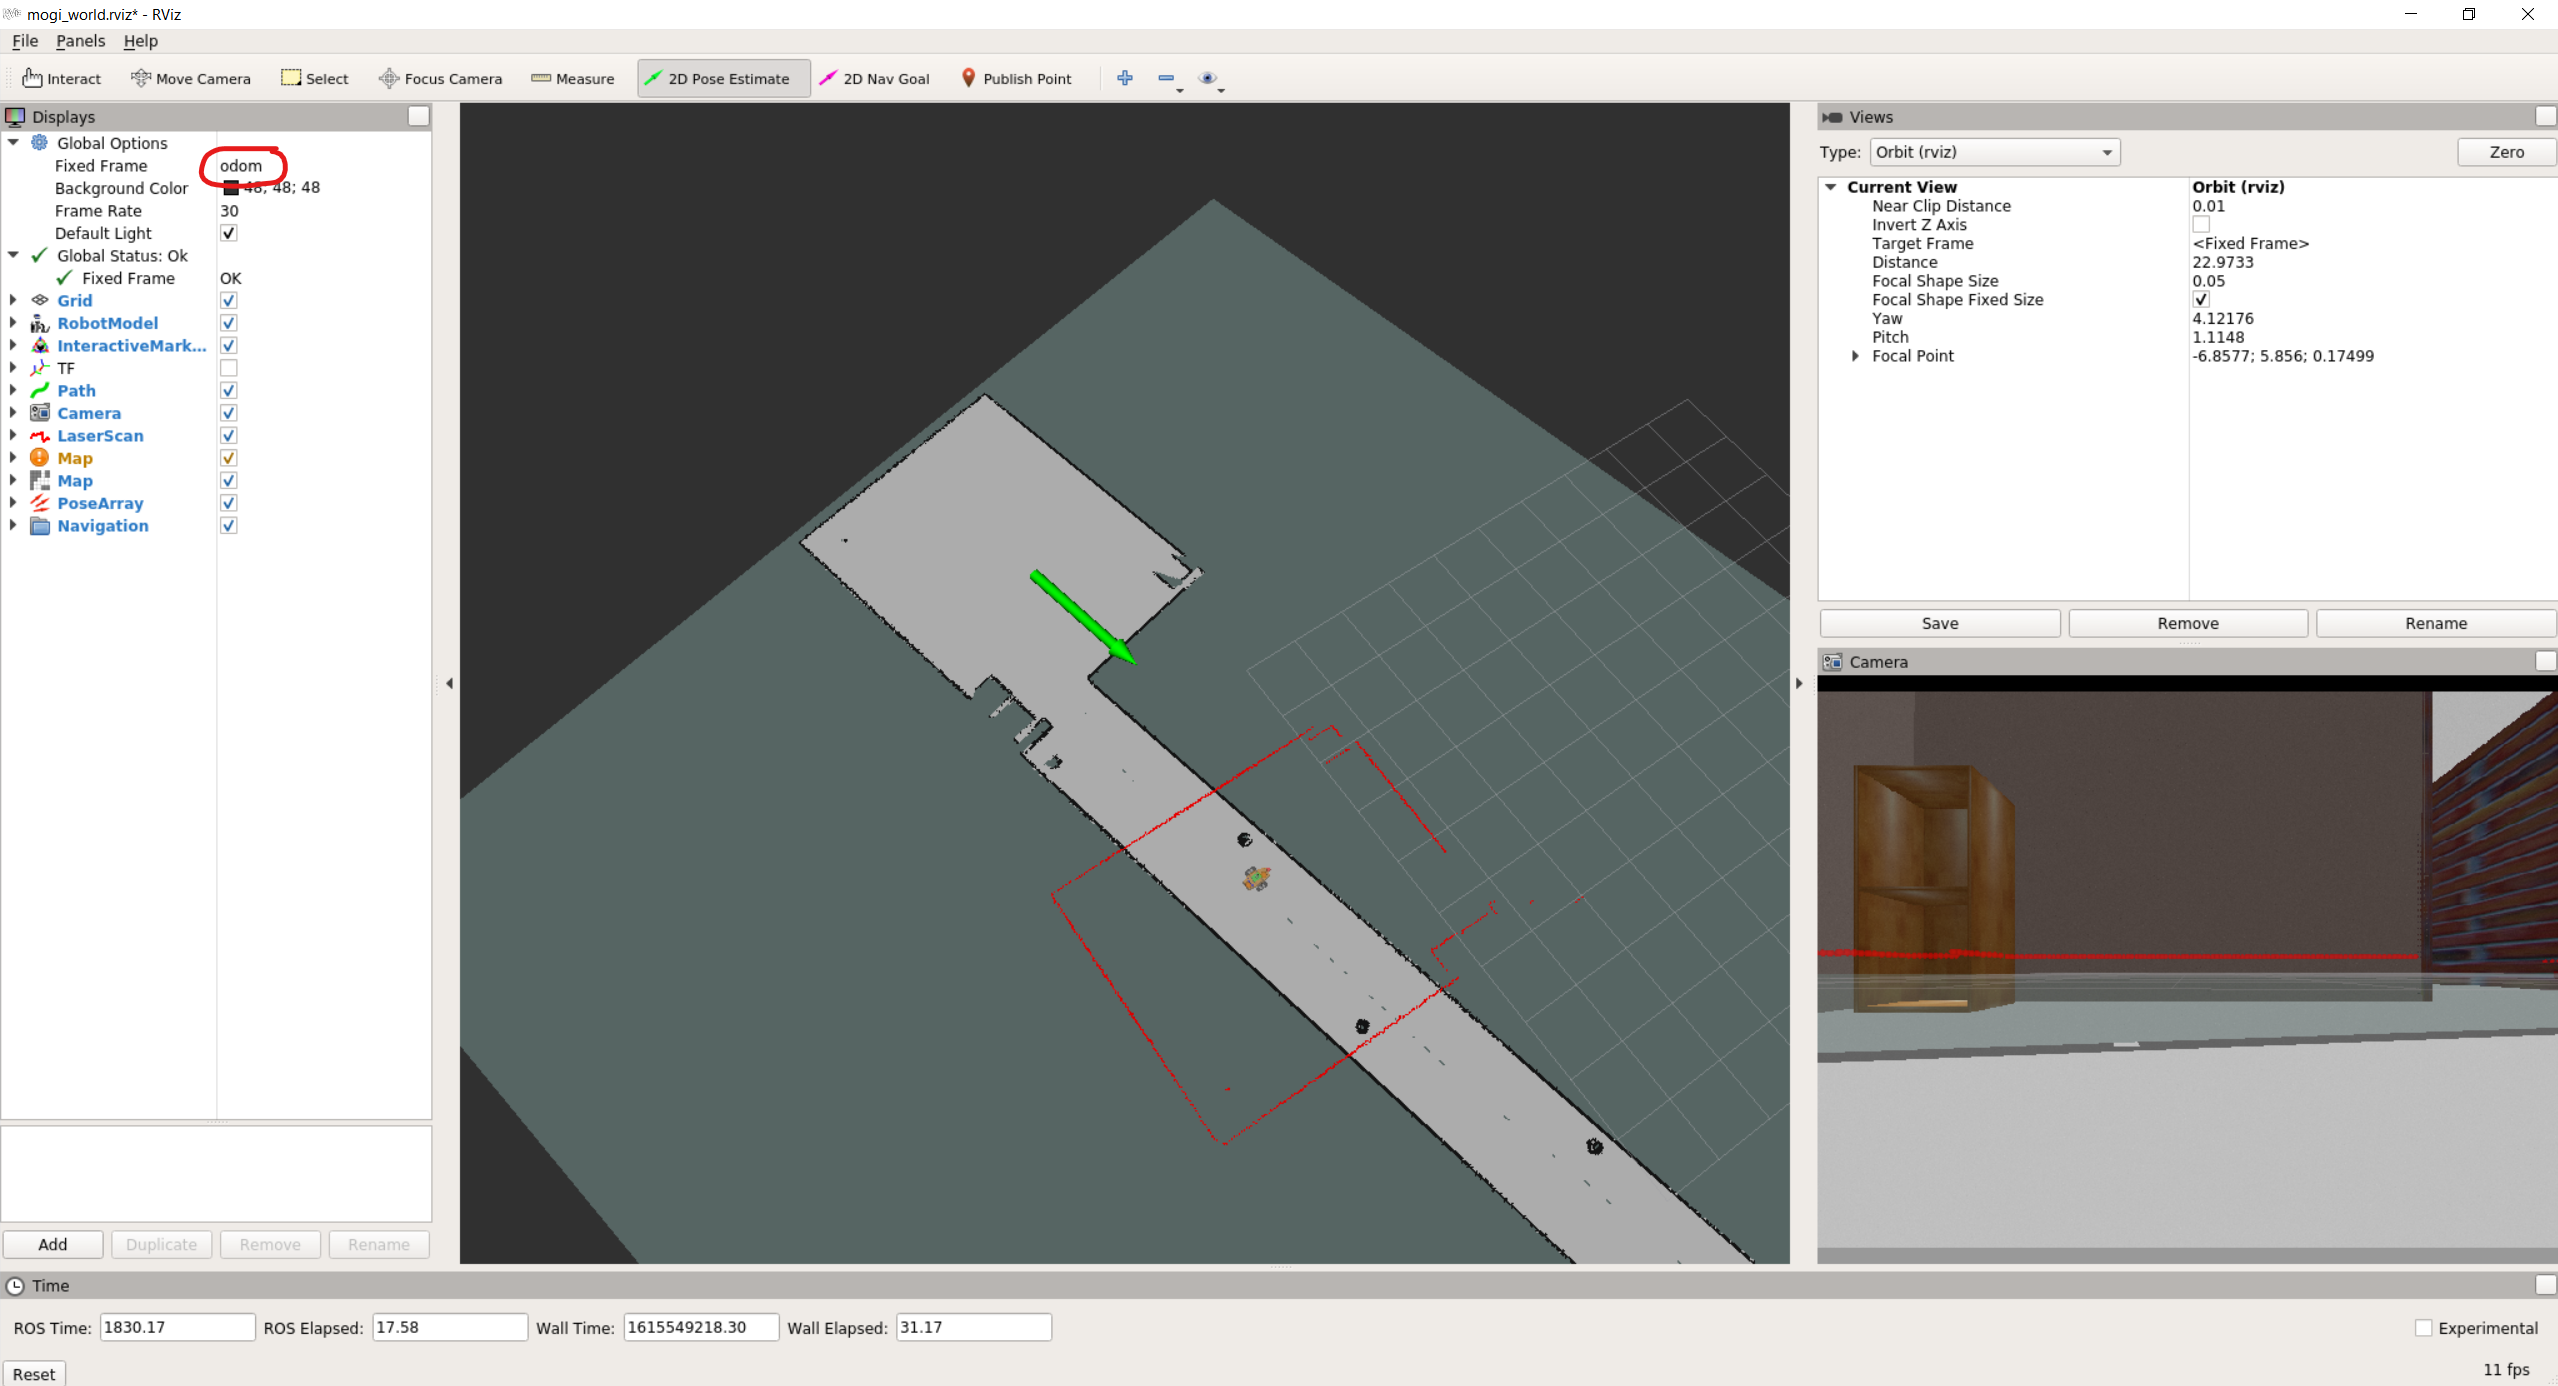 mogi_world.rviz* - RViz
File Panels Help
Interact Move Camera Select Focus Camera Measure 2D Pose Estimate 2D Nav Goal Publish Point
Displays
Global Options
Fixed Frame odom
Background Color 48; 48; 48
Frame Rate 30
Default Light
Global Status: Ok
Fixed Frame OK
Grid
RobotModel
InteractiveMark...
TF
Path
Camera
LaserScan
Map
Map
PoseArray
Navigation
Add Duplicate Remove Rename
Views
Type: Orbit (rviz) Zero
Current View Orbit (rviz)
Near Clip Distance 0.01
Invert Z Axis
Target Frame <Fixed Frame>
Distance 22.9733
Focal Shape Size 0.05
Focal Shape Fixed Size
Yaw 4.12176
Pitch 1.1148
Focal Point -6.8577; 5.856; 0.17499
Save Remove Rename
Camera
Time
ROS Time: 1830.17 ROS Elapsed: 17.58 Wall Time: 1615549218.30 Wall Elapsed: 31.17 Experimental
Reset 11 fps